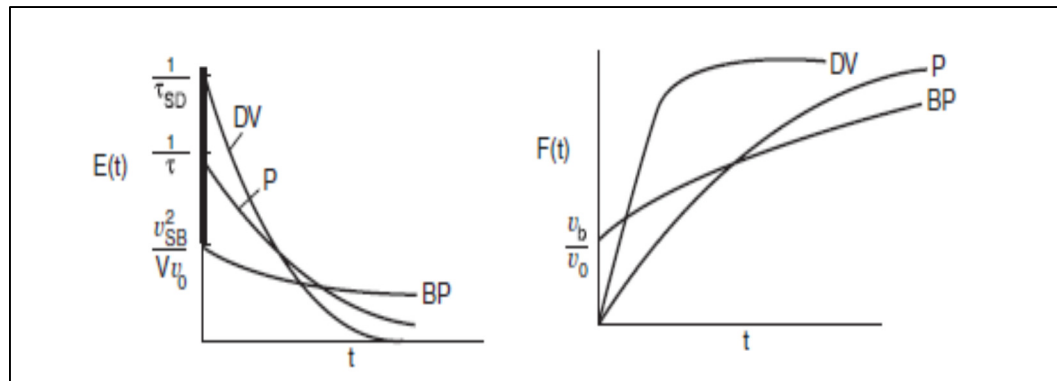 1
τSD
DV
E(t)
1
τ
P
v²SB
Vv0
BP
t
DV
P
BP
F(t)
vb
v0
t